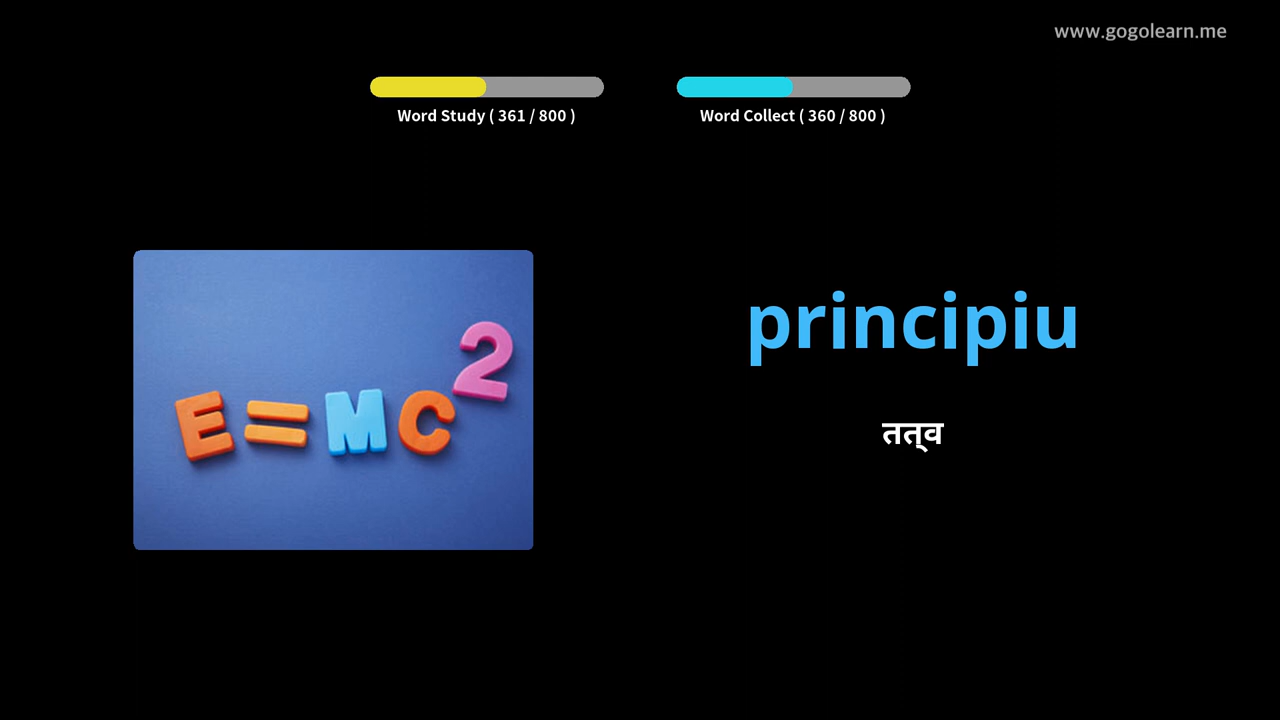 www.gogolearn.me
Word Study ( 361 / 800 )
Word Collect ( 360 / 800 )
E=MC2
principiu
तत्व